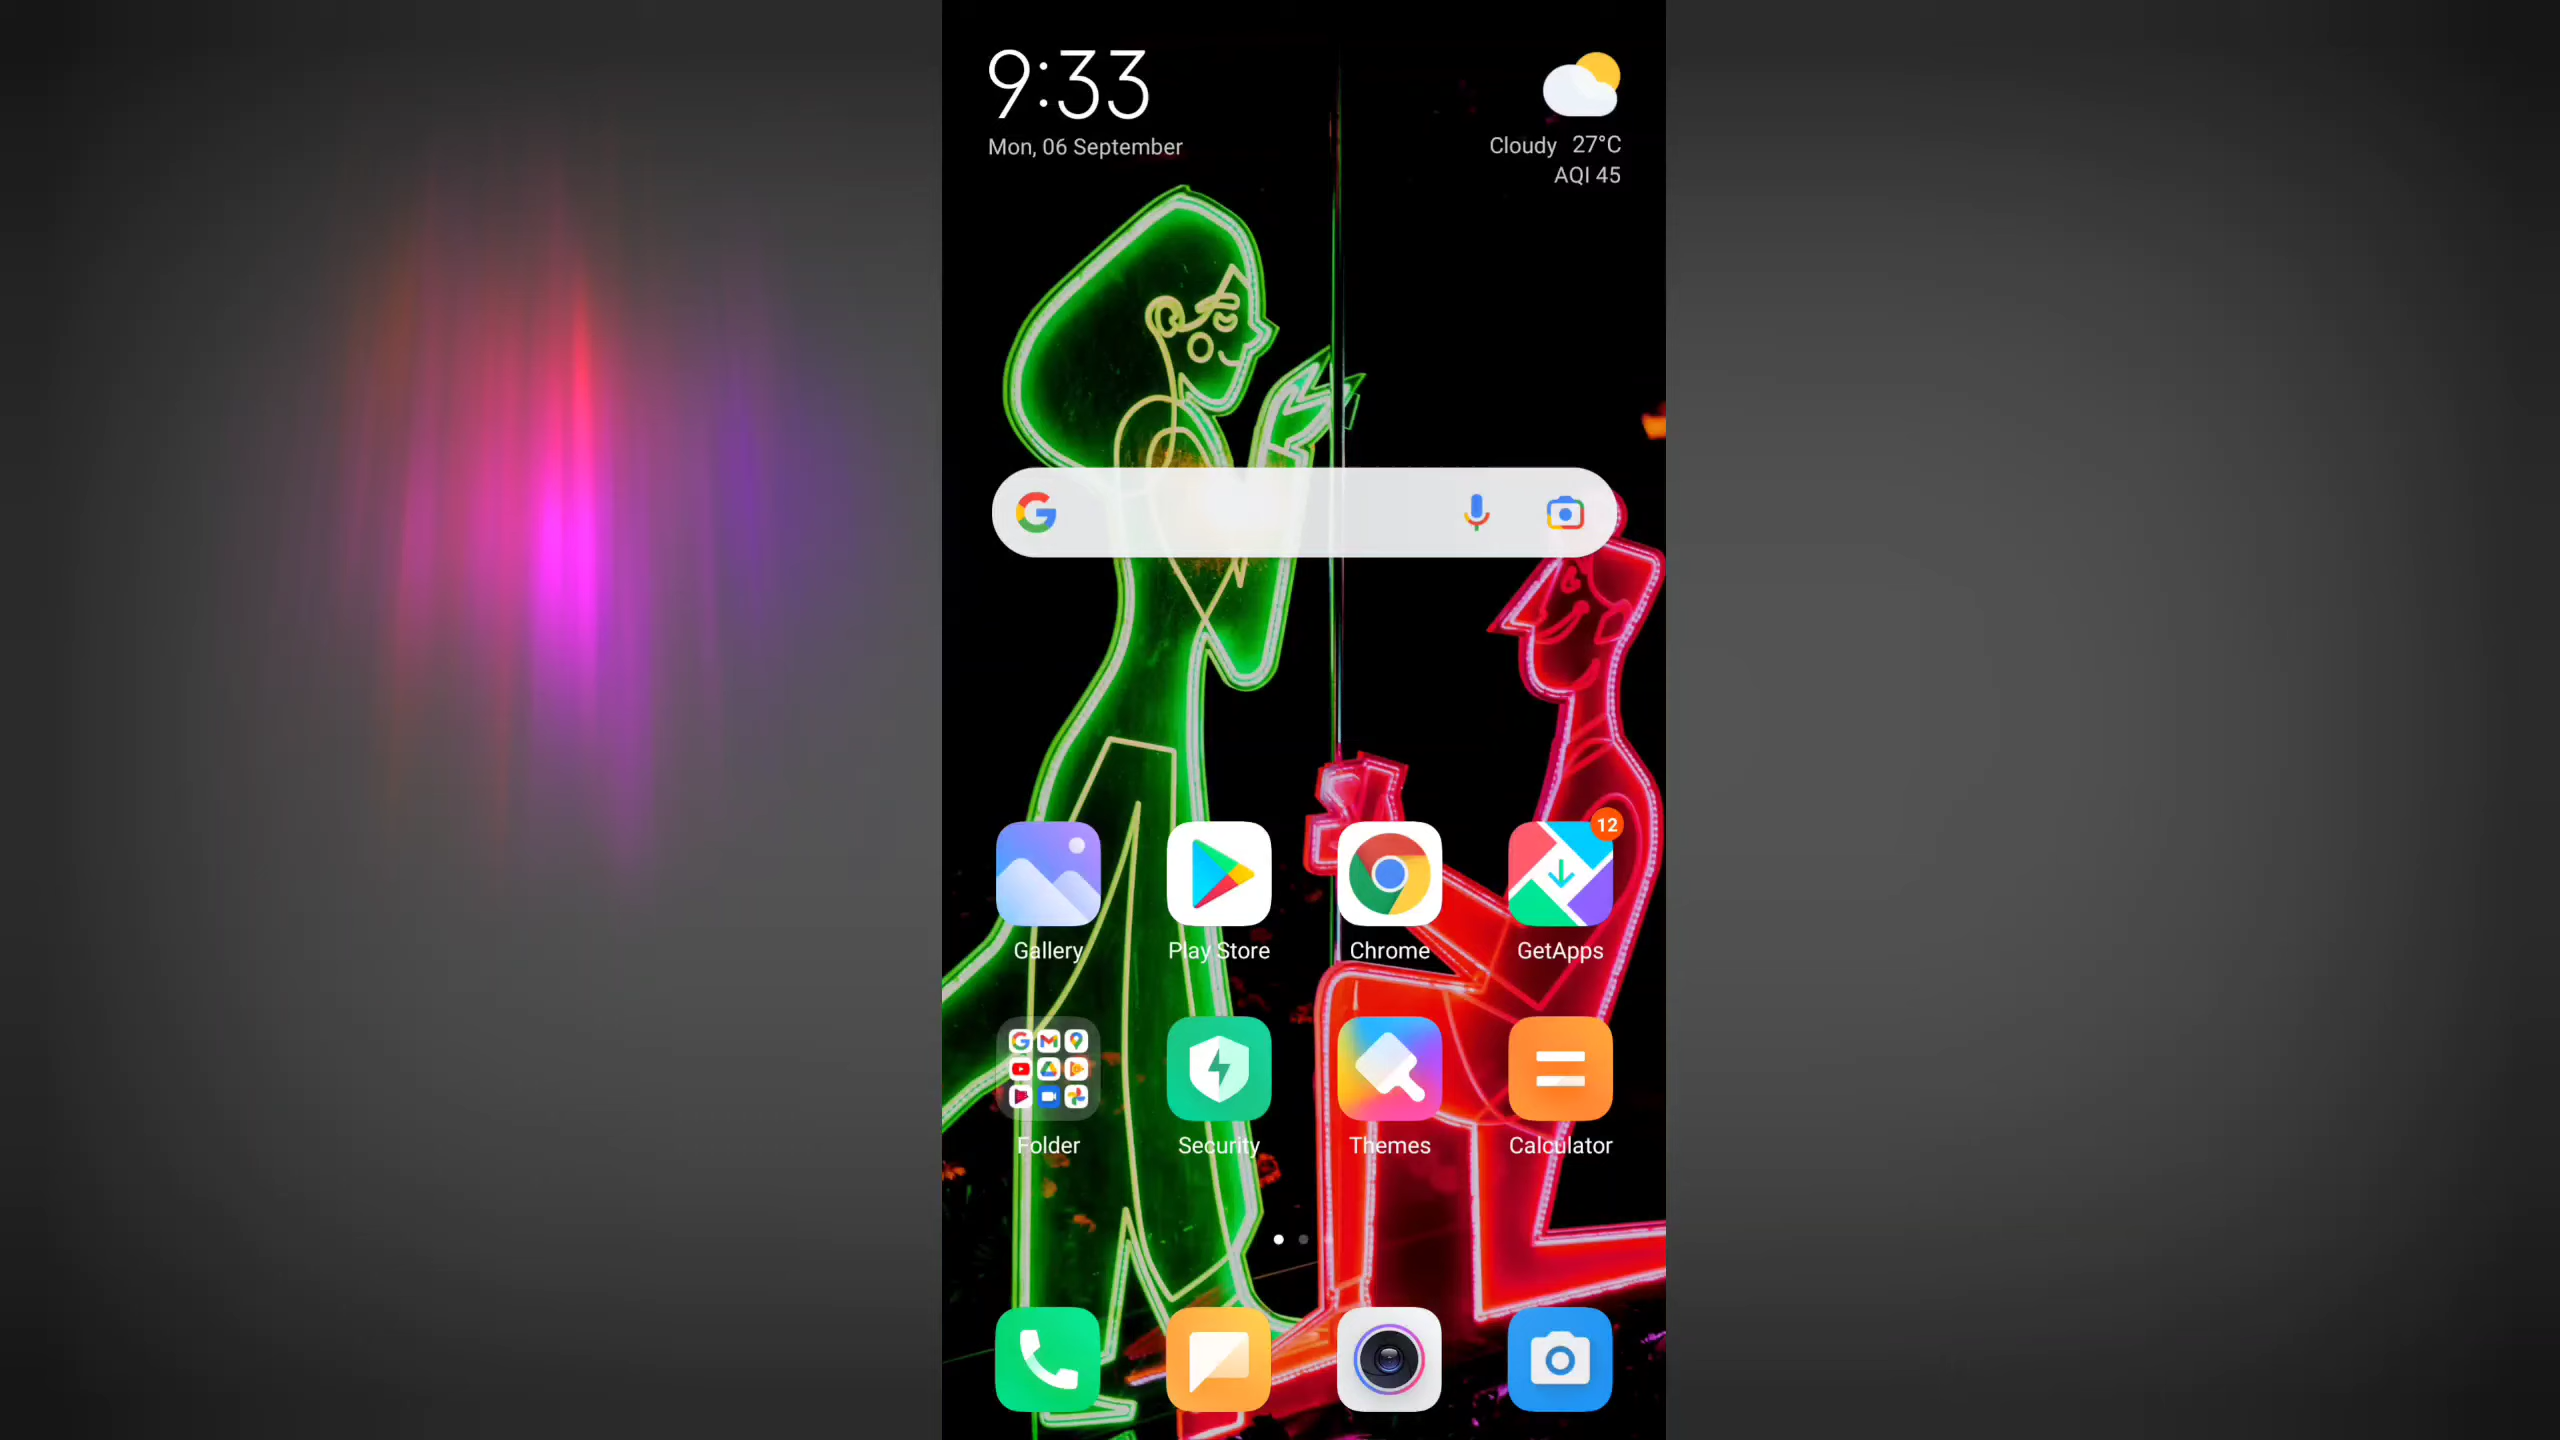 9:33
Mon, 06 September
Cloudy 27°C
AQI 45
12
Gallery
Play Store
Chrome
GetApps
Folder
Security
Themes
Calculator